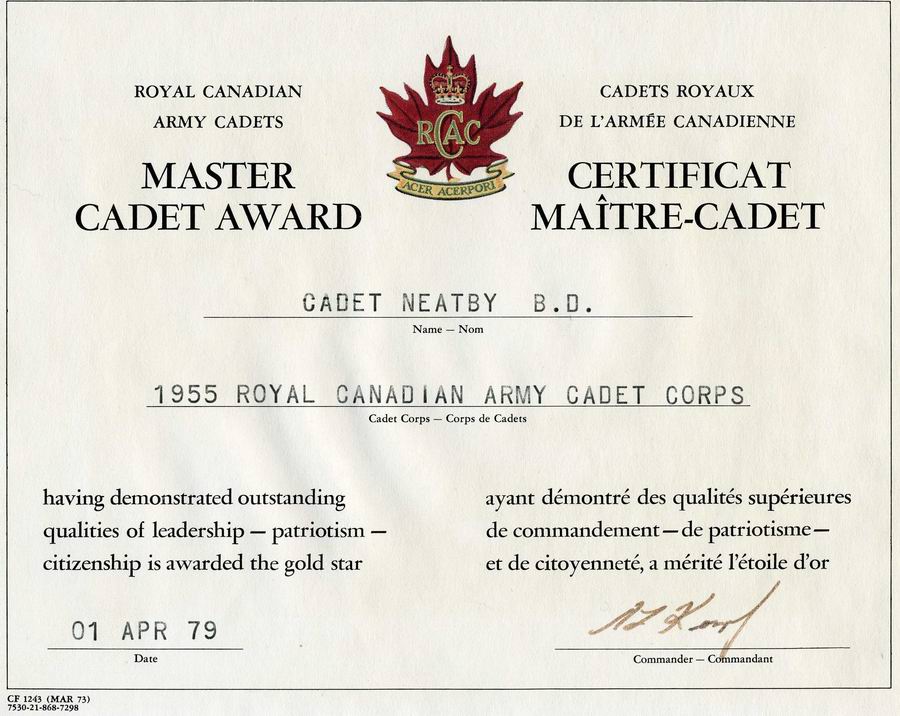 ROYAL CANADIAN
ARMY CADETS
MASTER
CADET AWARD
RCAC
ACER ACERPORI
CADETS ROYAUX
DE L'ARMÉE CANADIENNE
CERTIFICAT
MAÎTRE-CADET
CADET NEATBY B.D.
Name – Nom
1955 ROYAL CANADIAN ARMY CADET CORPS
Cadet Corps – Corps de Cadets
having demonstrated outstanding
qualities of leadership – patriotism –
citizenship is awarded the gold star
ayant démontré des qualités supérieures
de commandement – de patriotisme –
et de citoyenneté, a mérité l'étoile d'or
01 APR 79
Date
Commander – Commandant
CF 1243 (MAR 73)
7530-21-868-7298